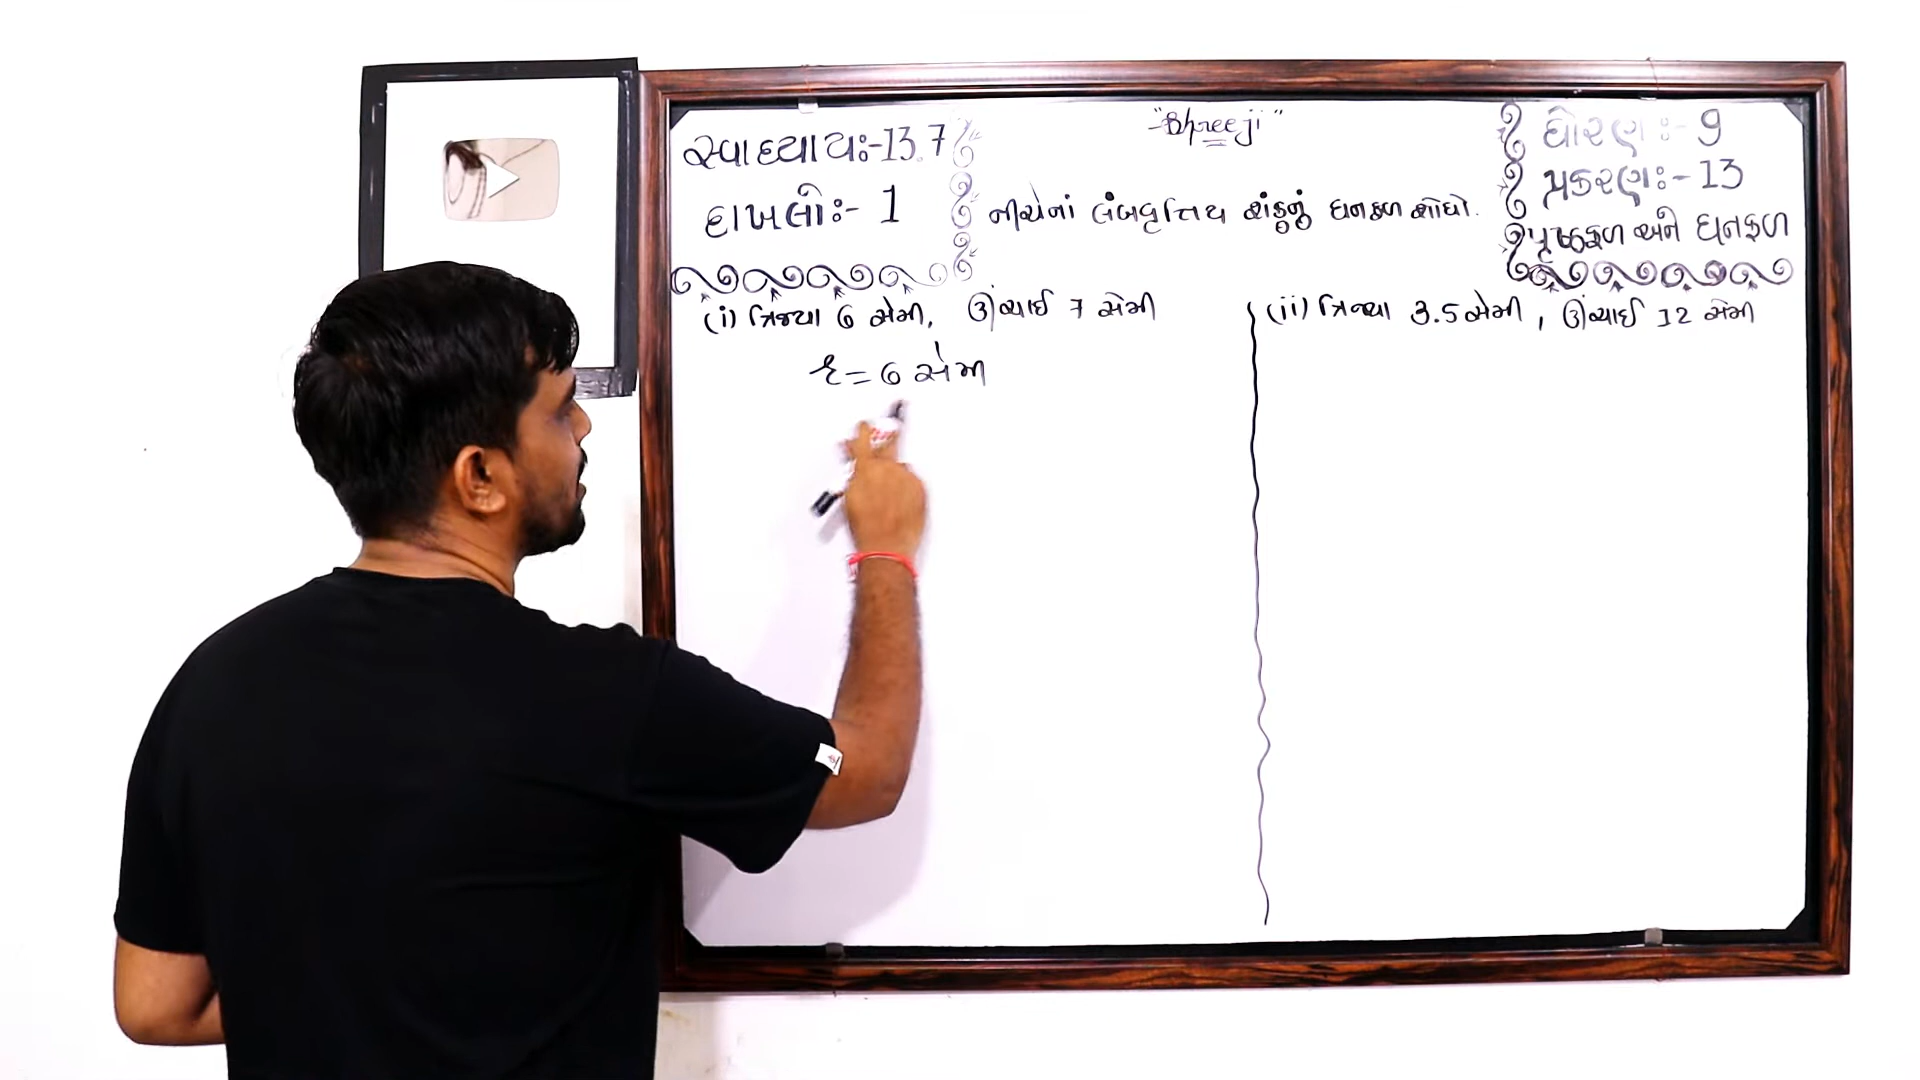 સ્વાધ્યાયઃ-13.7
દાખલોઃ- 1
"Shreeji"
નીચેનાં લંબવૃત્તિય શંકુનું ઘનફળ શોધો.
ધોરણઃ- 9
પ્રકરણઃ-13
પૃષ્ઠફળ અને ઘનફળ
(i) ત્રિજ્યા 6 સેમી, ઊંચાઈ 7 સેમી
r = 6 સેમી
(ii) ત્રિજ્યા 3.5 સેમી, ઊંચાઈ 12 સેમી